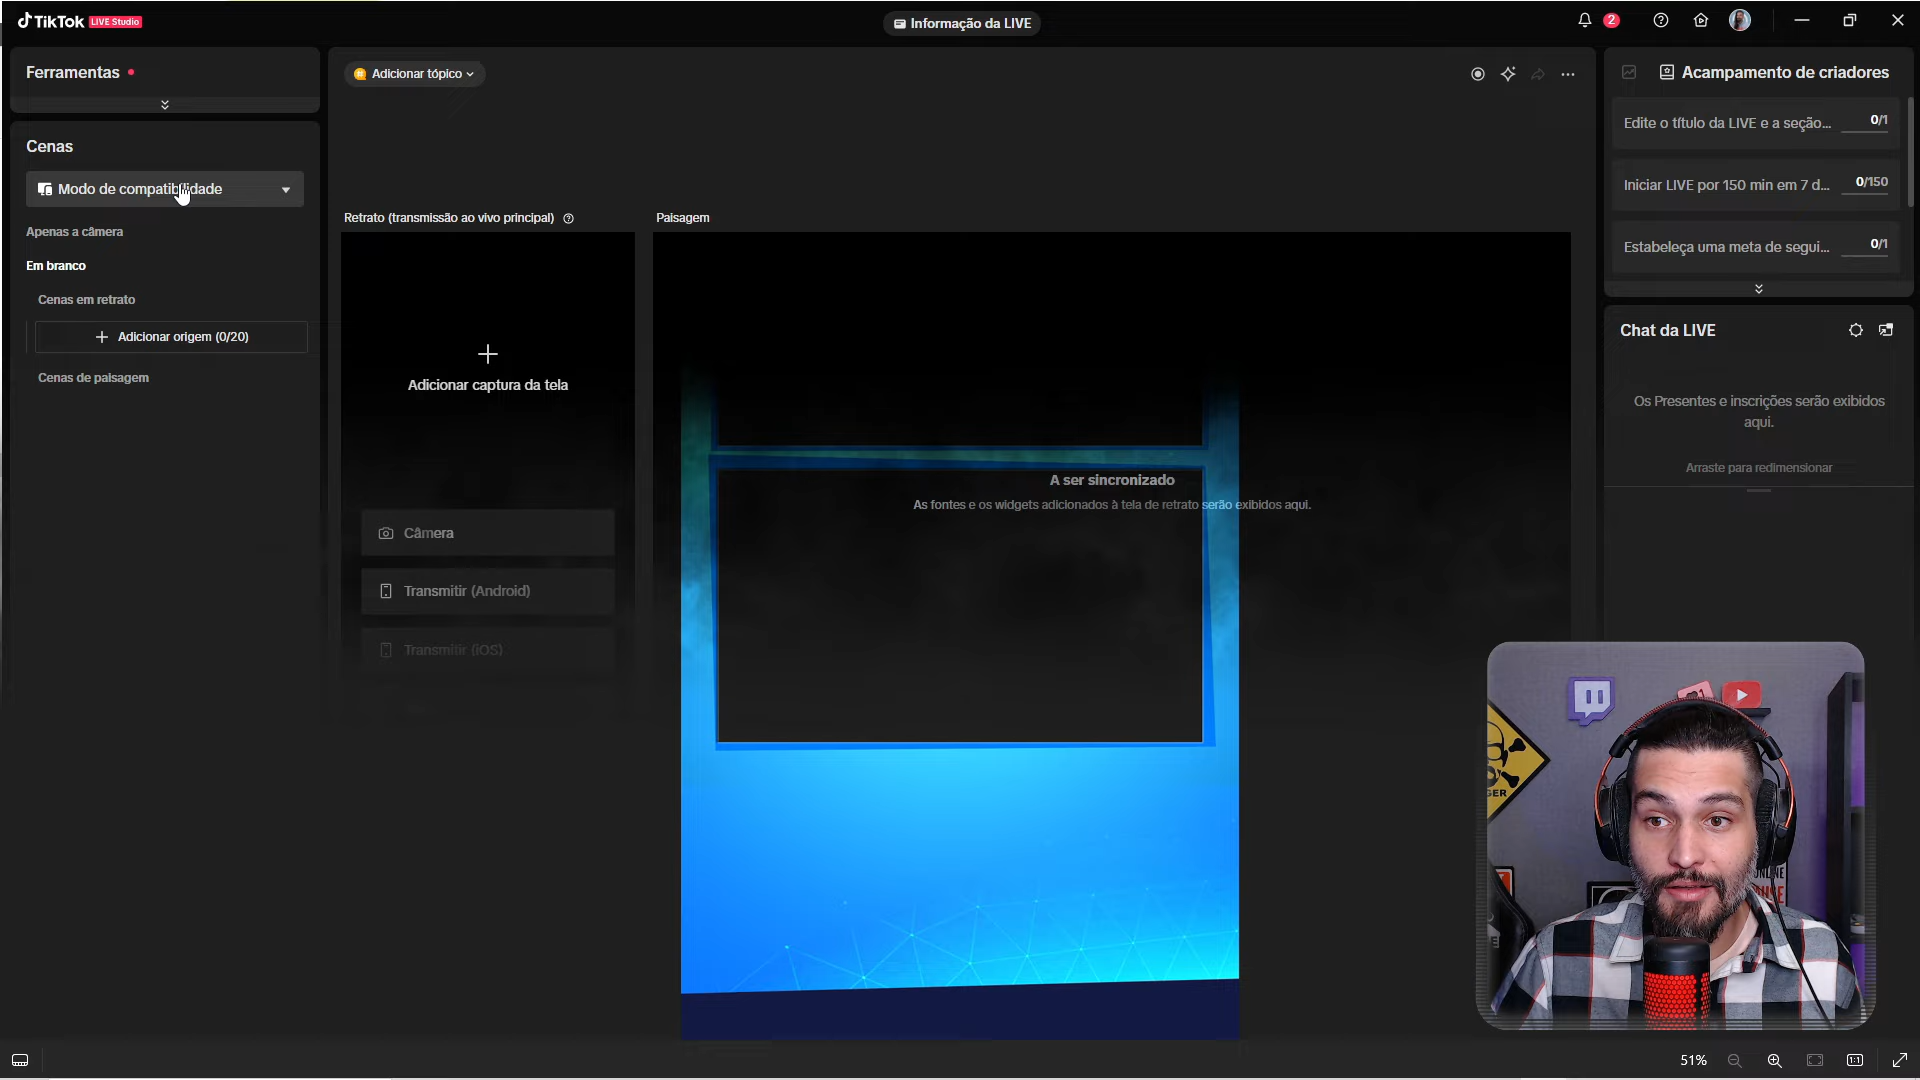 TikTok LIVE Studio
Informação da LIVE
2
Ferramentas
Adicionar tópico
Acampamento de criadores
Edite o título da LIVE e a seção... 0/1
Iniciar LIVE por 150 min em 7 d... 0/150
Estabeleça uma meta de segui... 0/1
Cenas
Modo de compatibilidade
Apenas a câmera
Em branco
Cenas em retrato
Adicionar origem (0/20)
Cenas de paisagem
Retrato (transmissão ao vivo principal)
Paisagem
Adicionar captura da tela
Câmera
Transmitir (Android)
Transmitir (iOS)
A ser sincronizado
As fontes e os widgets adicionados à tela de retrato serão exibidos aqui.
Chat da LIVE
Os Presentes e inscrições serão exibidos
aqui.
Arraste para redimensionar
51%
1:1